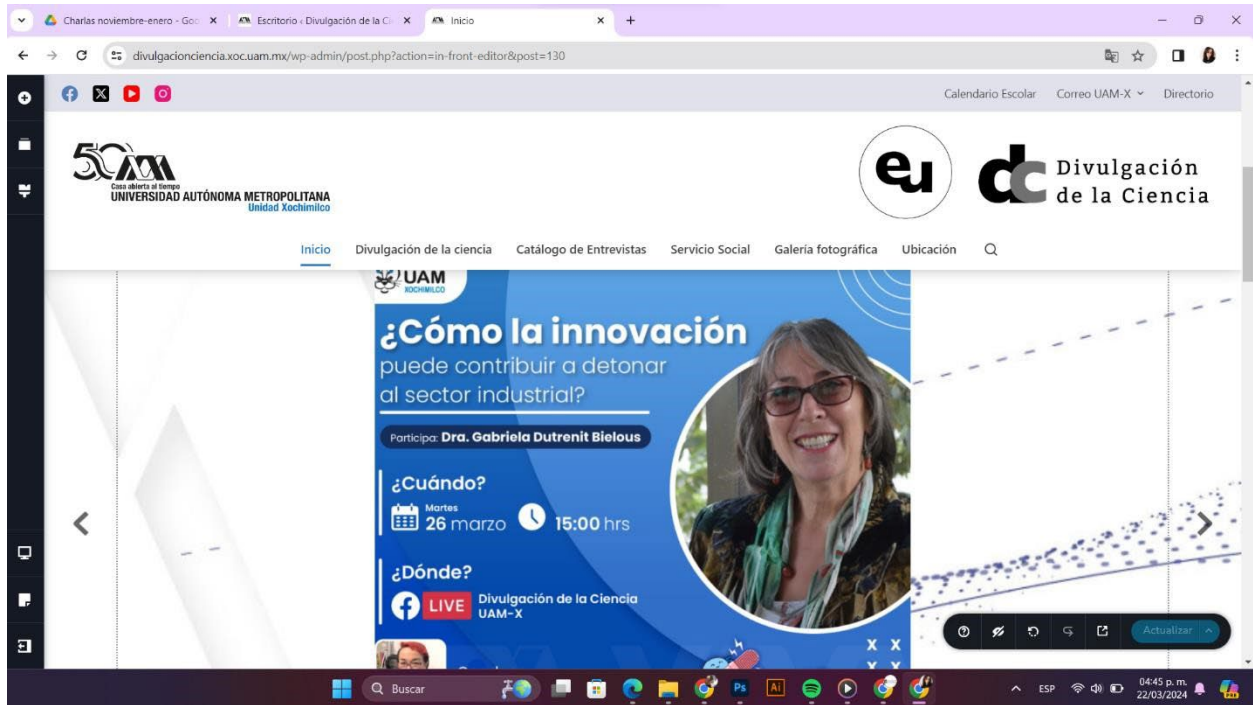 Charlas noviembre-enero - Goo
Escritorio ‹ Divulgación de la Ci
Inicio
divulgacionciencia.xoc.uam.mx/wp-admin/post.php?action=in-front-editor&post=130
Calendario Escolar Correo UAM-X Directorio
50 UAM
Casa abierta al tiempo
UNIVERSIDAD AUTÓNOMA METROPOLITANA
Unidad Xochimilco
eu
dc
Divulgación
de la Ciencia
Inicio Divulgación de la ciencia Catálogo de Entrevistas Servicio Social Galería fotográfica Ubicación
UAM
XOCHIMILCO
¿Cómo la innovación
puede contribuir a detonar
al sector industrial?
Participa: Dra. Gabriela Dutrenit Bielous
¿Cuándo?
Martes
26 marzo 15:00 hrs
¿Dónde?
LIVE
Divulgación de la Ciencia
UAM-X
X X
X X
Actualizar
Buscar
Ps
Ai
ESP
04:45 p. m.
22/03/2024